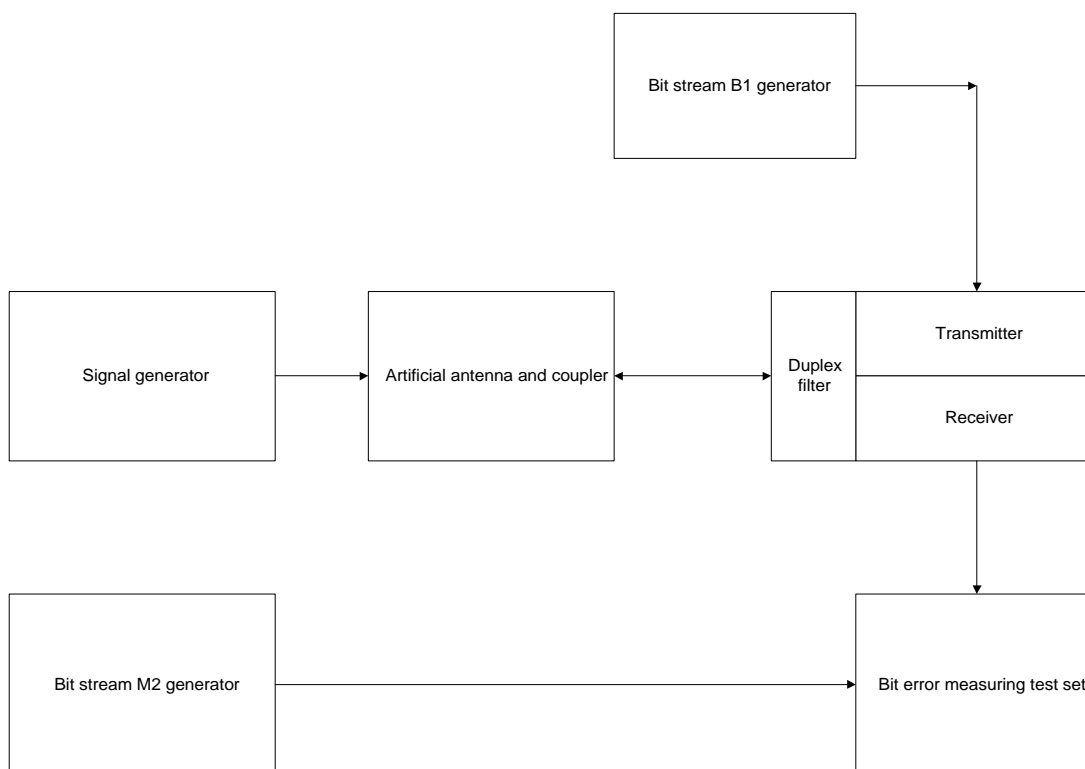 Bit stream B1 generator
Transmitter
Signal generator
Artificial antenna and coupler
Duplex
filter
Receiver
Bit stream M2 generator
Bit error measuring test set